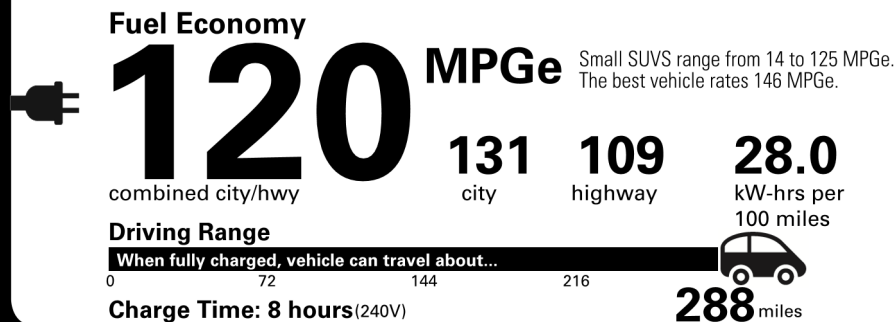 Fuel Economy
120 MPGe
Small SUVS range from 14 to 125 MPGe.
The best vehicle rates 146 MPGe.
combined city/hwy
131
city
109
highway
28.0
kW-hrs per
100 miles
Driving Range
When fully charged, vehicle can travel about...
0 72 144 216
288 miles
Charge Time: 8 hours (240V)